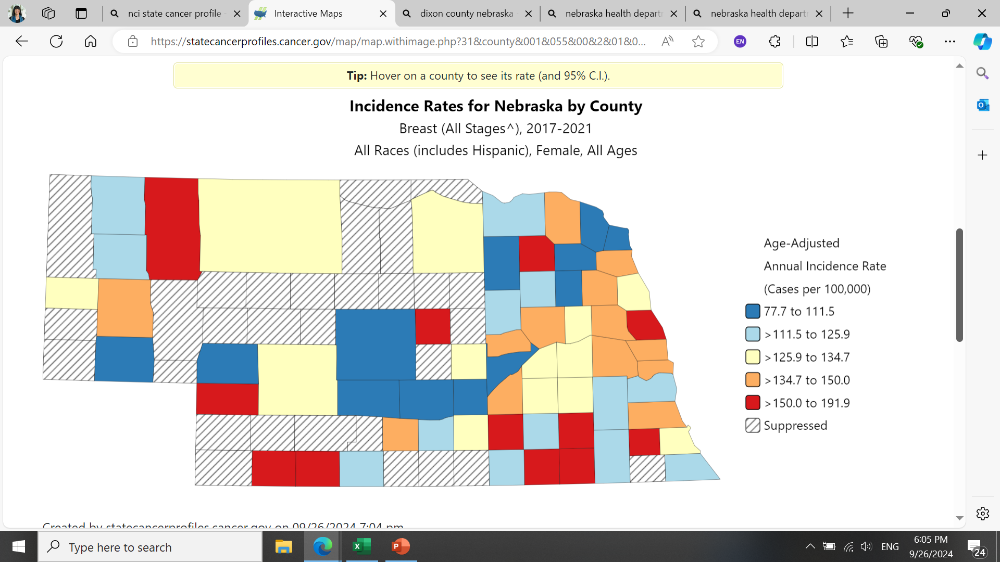 nci state cancer profile -
Interactive Maps
dixon county nebraska -
nebraska health depart
nebraska health depart
https://statecancerprofiles.cancer.gov/map/map.withimage.php?31&county&001&055&00&2&01&0...
A
EN
Tip: Hover on a county to see its rate (and 95% C.I.).
Incidence Rates for Nebraska by County
Breast (All Stages^), 2017-2021
All Races (includes Hispanic), Female, All Ages
Age-Adjusted
Annual Incidence Rate
(Cases per 100,000)
77.7 to 111.5
>111.5 to 125.9
>125.9 to 134.7
>134.7 to 150.0
>150.0 to 191.9
Suppressed
Created by statecancerprofiles.cancer.gov on 09/26/2024 7:04 pm
Type here to search
ENG
6:05 PM
9/26/2024
24